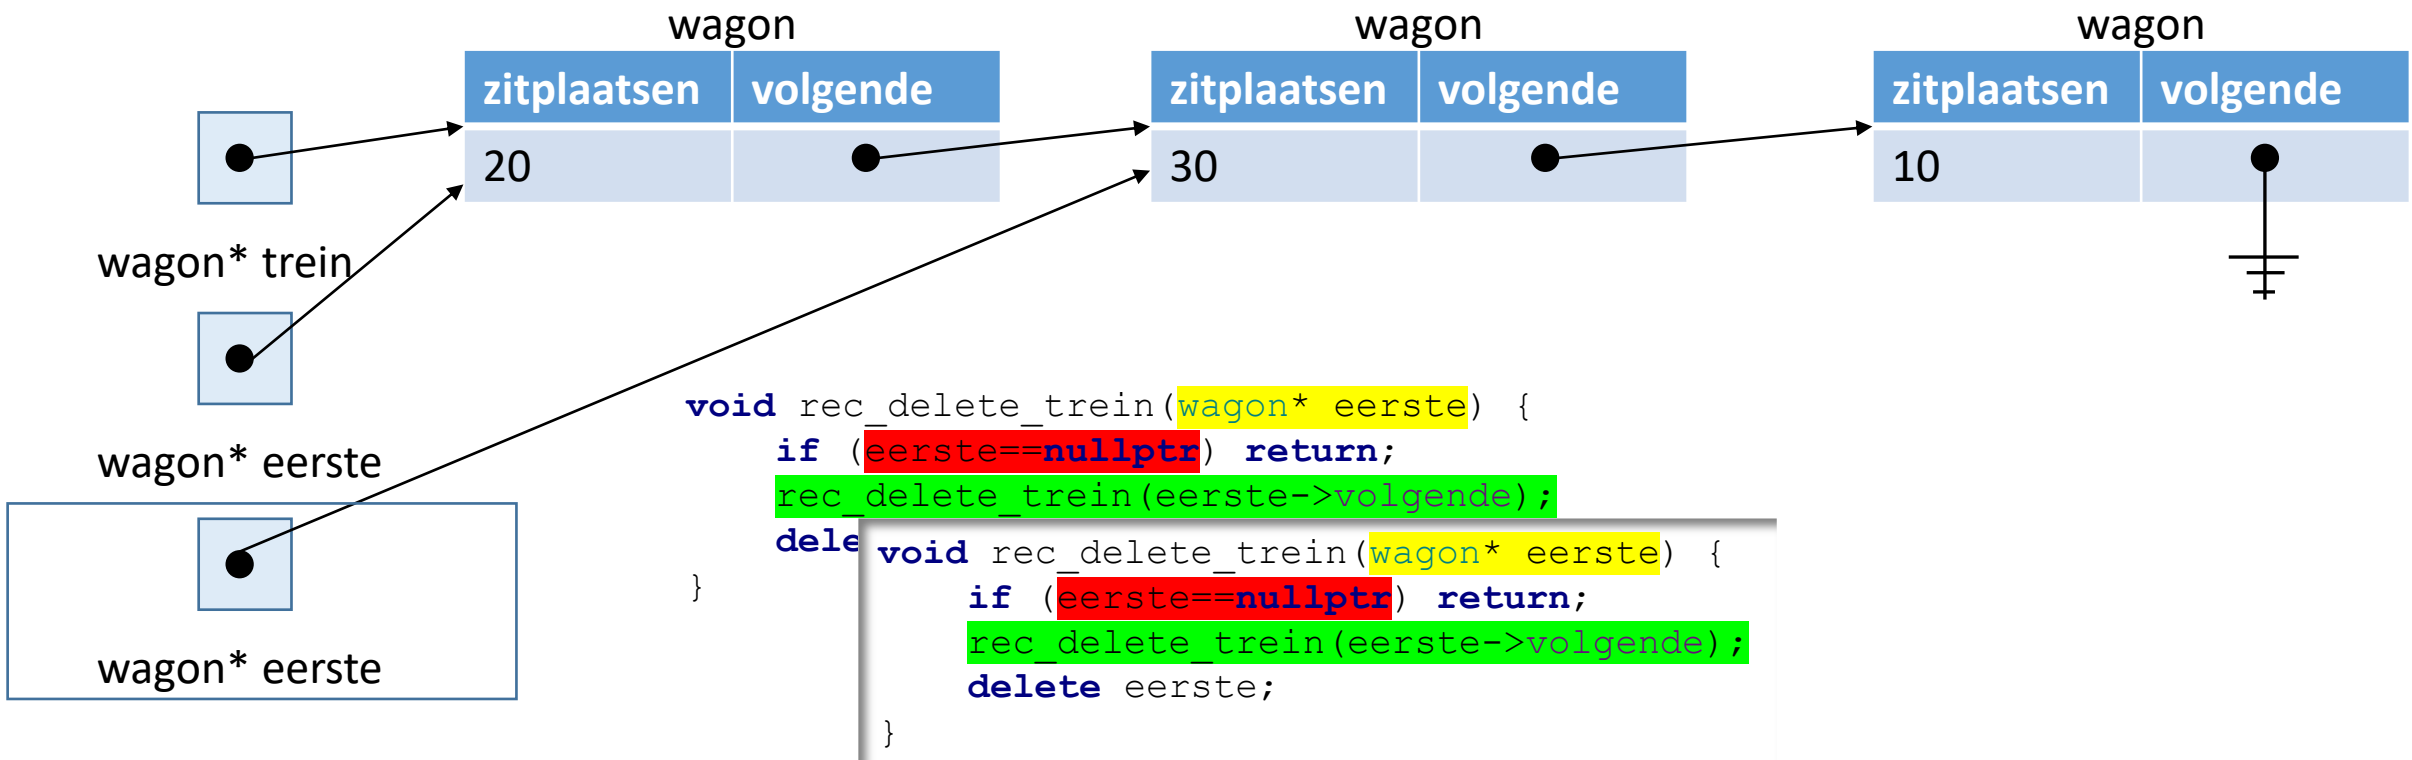 wagon wagon wagon
zitplaatsen volgende zitplaatsen volgende zitplaatsen volgende
20 30 10
wagon* trein
wagon* eerste
wagon* eerste
void rec_delete_trein(wagon* eerste) {
if (eerste==nullptr) return;
rec_delete_trein(eerste->volgende);
dele
}
void rec_delete_trein(wagon* eerste) {
if (eerste==nullptr) return;
rec_delete_trein(eerste->volgende);
delete eerste;
}